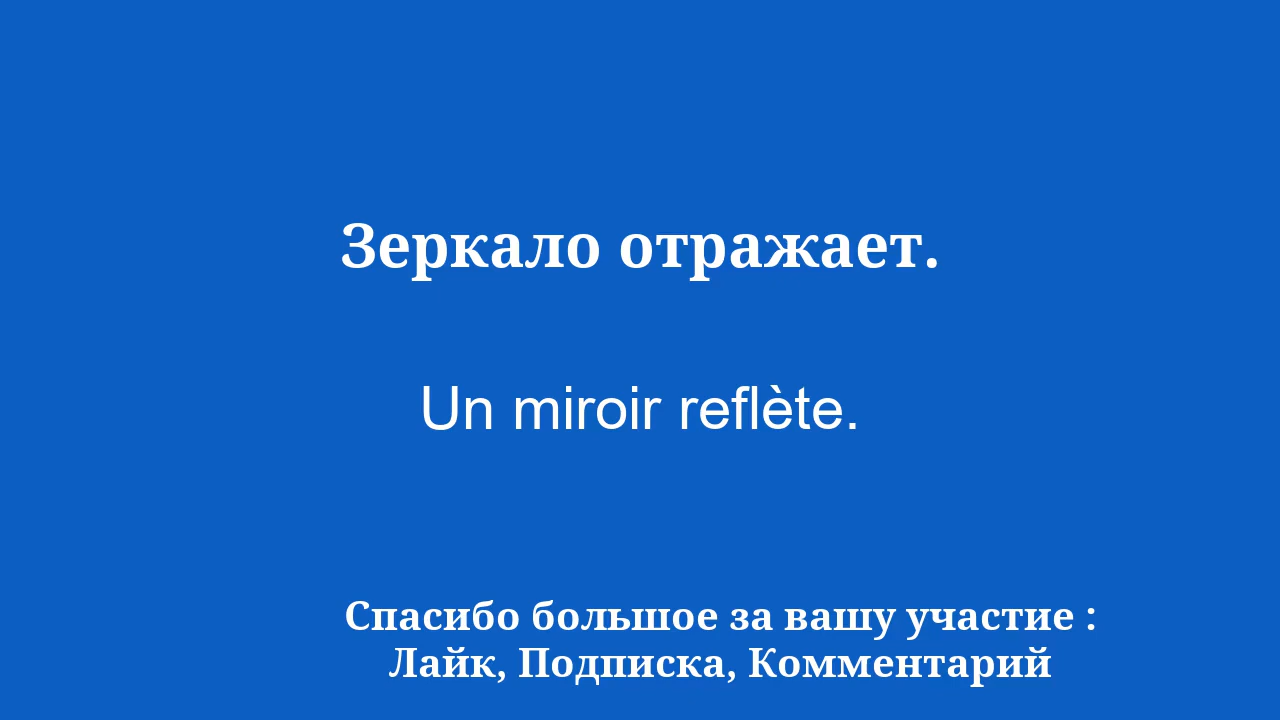 Зеркало отражает.
Un miroir reflète.
Спасибо большое за вашу участие :
Лайк, Подписка, Комментарий